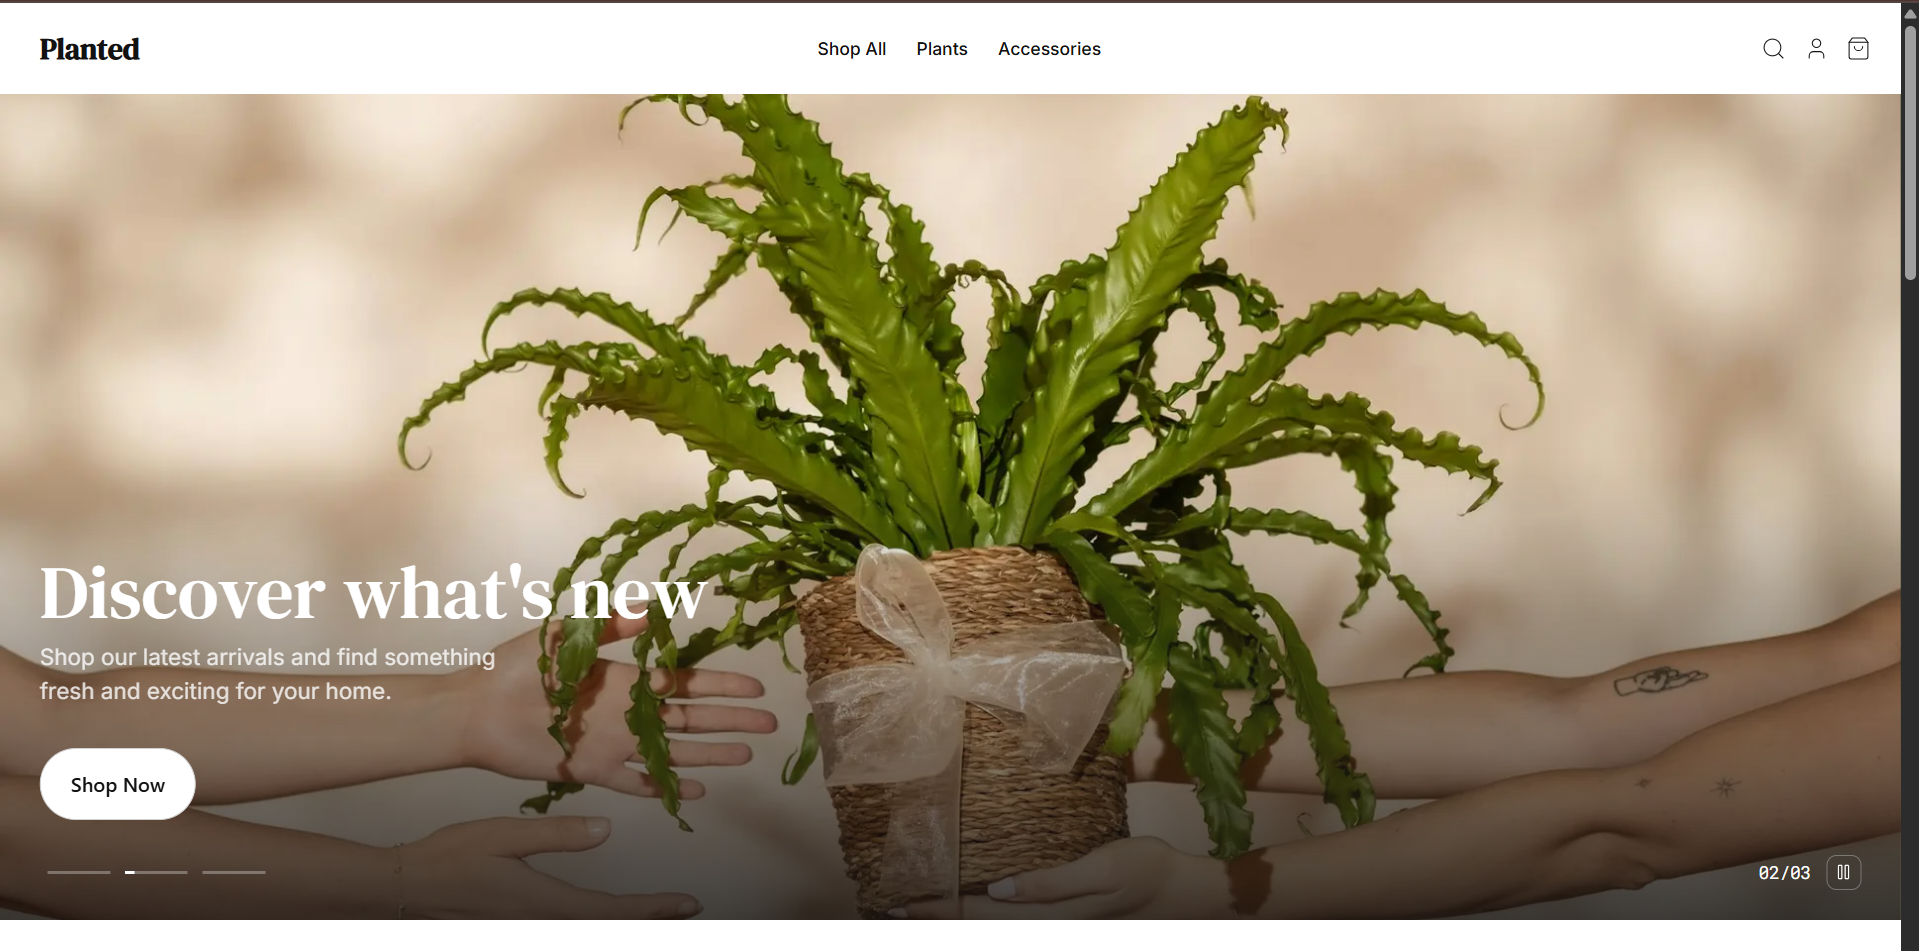 Planted
Shop All
Plants
Accessories
Discover what's new
Shop our latest arrivals and find something
fresh and exciting for your home.
Shop Now
02/03